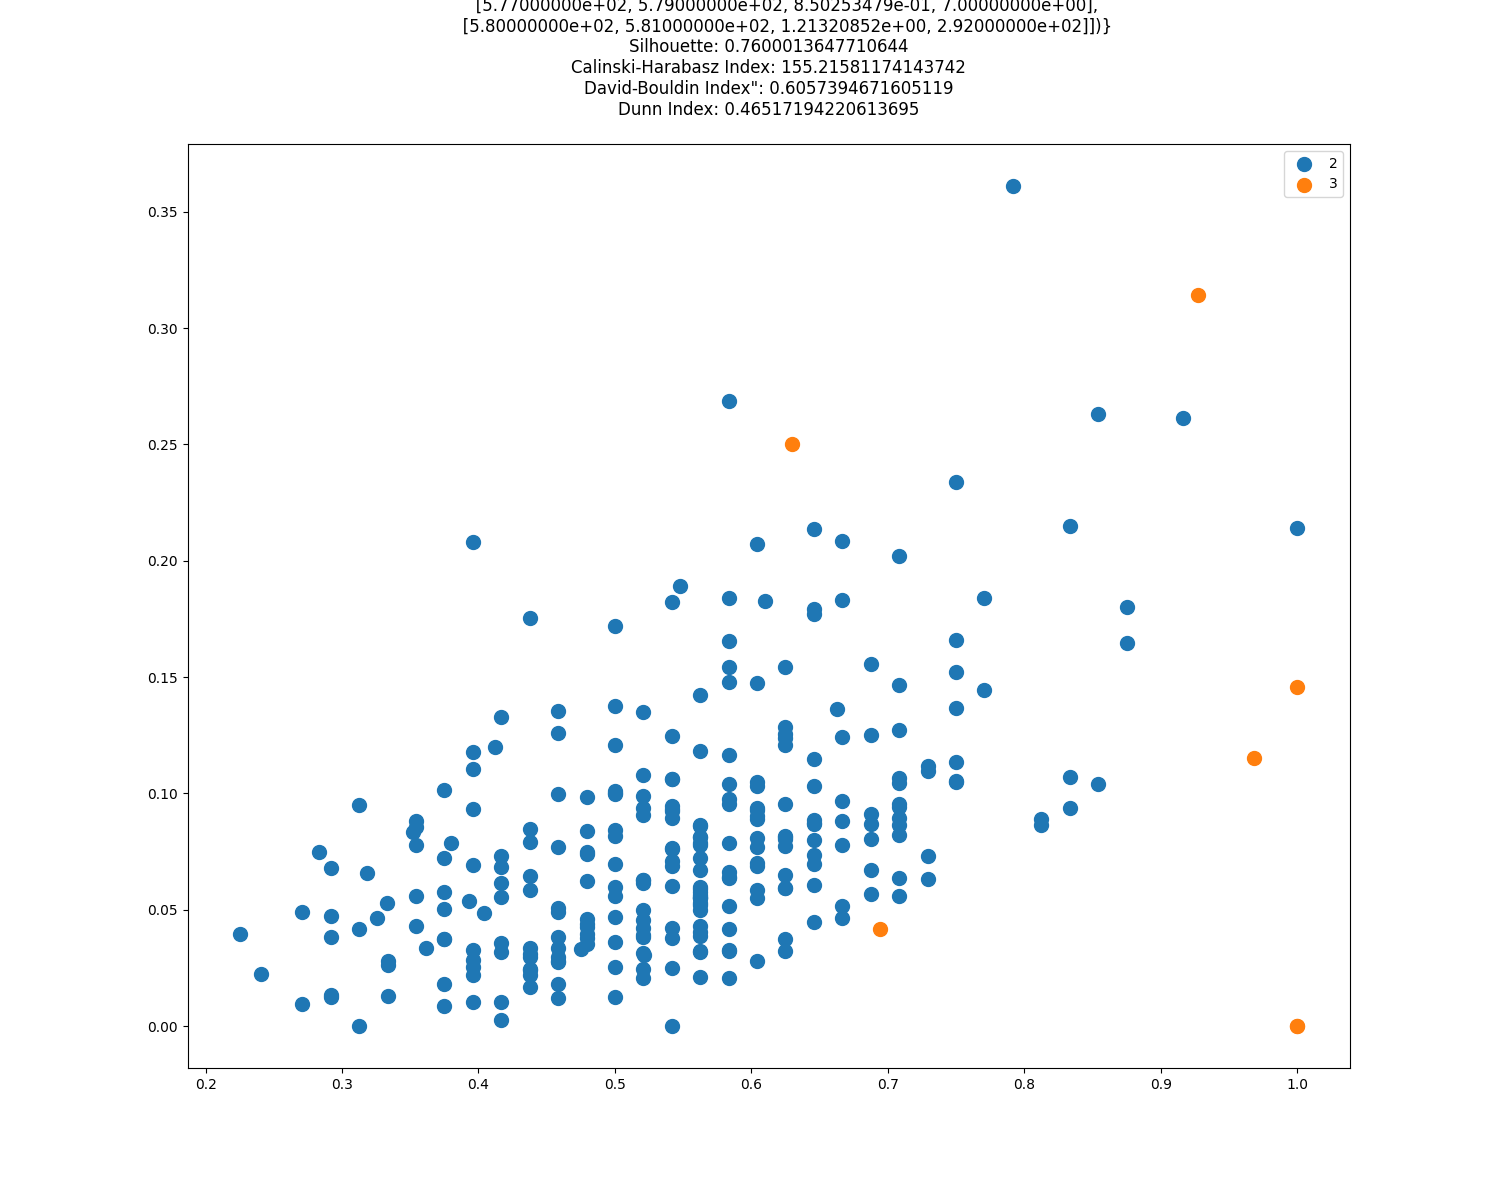 [5.77000000e+02, 5.79000000e+02, 8.50253479e-01, 7.00000000e+00],
[5.80000000e+02, 5.81000000e+02, 1.21320852e+00, 2.92000000e+02]])}
Silhouette: 0.7600013647710644
Calinski-Harabasz Index: 155.21581174143742
David-Bouldin Index": 0.6057394671605119
Dunn Index: 0.46517194220613695
2
3
0.35
0.30
0.25
0.20
0.15
0.10
0.05
0.00
0.2 0.3 0.4 0.5 0.6 0.7 0.8 0.9 1.0